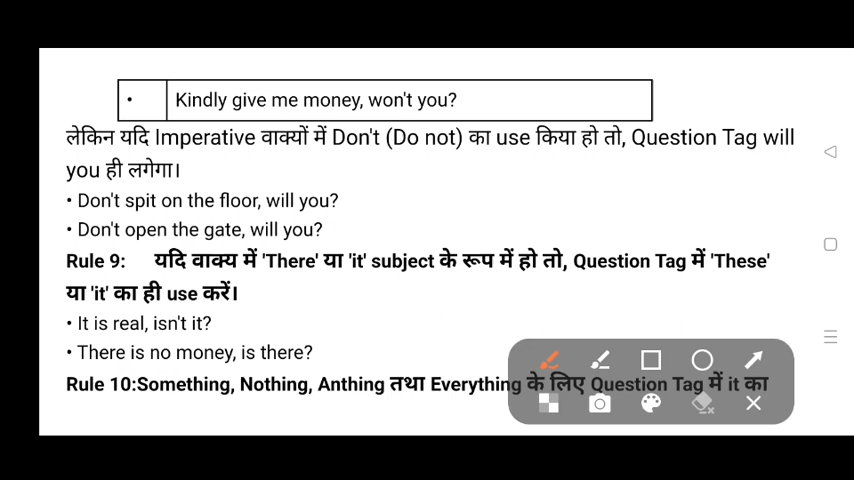 • Kindly give me money, won't you?
लेकिन यदि Imperative वाक्यों में Don't (Do not) का use किया हो तो, Question Tag will
you ही लगेगा।
• Don't spit on the floor, will you?
• Don't open the gate, will you?
Rule 9: यदि वाक्य में 'There' या 'it' subject के रूप में हो तो, Question Tag में 'These'
या 'it' का ही use करें।
• It is real, isn't it?
• There is no money, is there?
Rule 10:Something, Nothing, Anthing तथा Everything के लिए Question Tag में it का